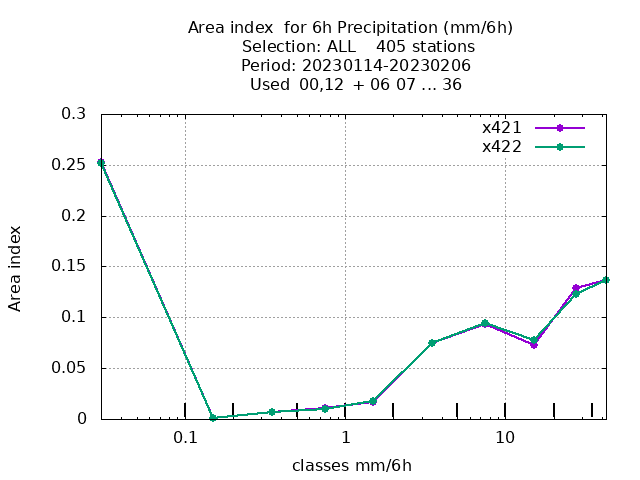 Area index  for 6h Precipitation (mm/6h)
Selection: ALL    405 stations
Period: 20230114-20230206
Used  00,12  + 06 07 ... 36
x421
x422
0.3
0.25
0.2
0.15
0.1
0.05
0
Area index
0.1 1 10
classes mm/6h